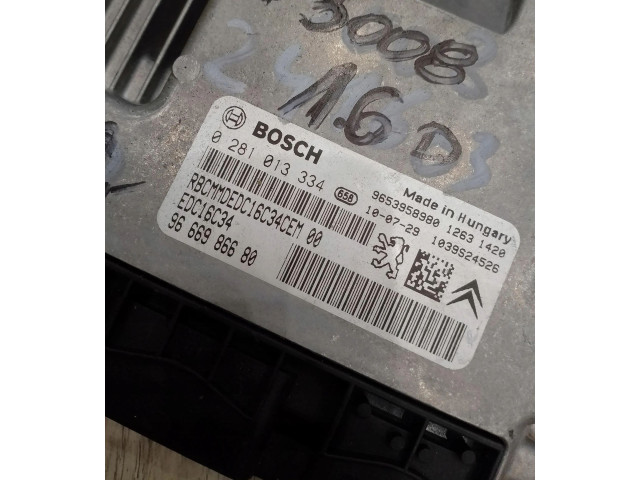 3008
1.6 D
BOSCH
0 281 013 334
658
Made in Hungary
RBCMMDEDC16C34CEM 00
9653958980 1263 1420
EDC16C34
10-07-29 1039S24526
96 669 866 80